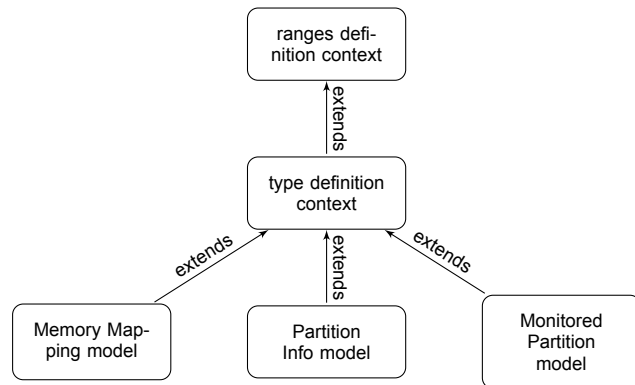 ranges defi-
nition context
extends
type definition
context
extends
extends
extends
Memory Map-
ping model
Partition
Info model
Monitored
Partition
model